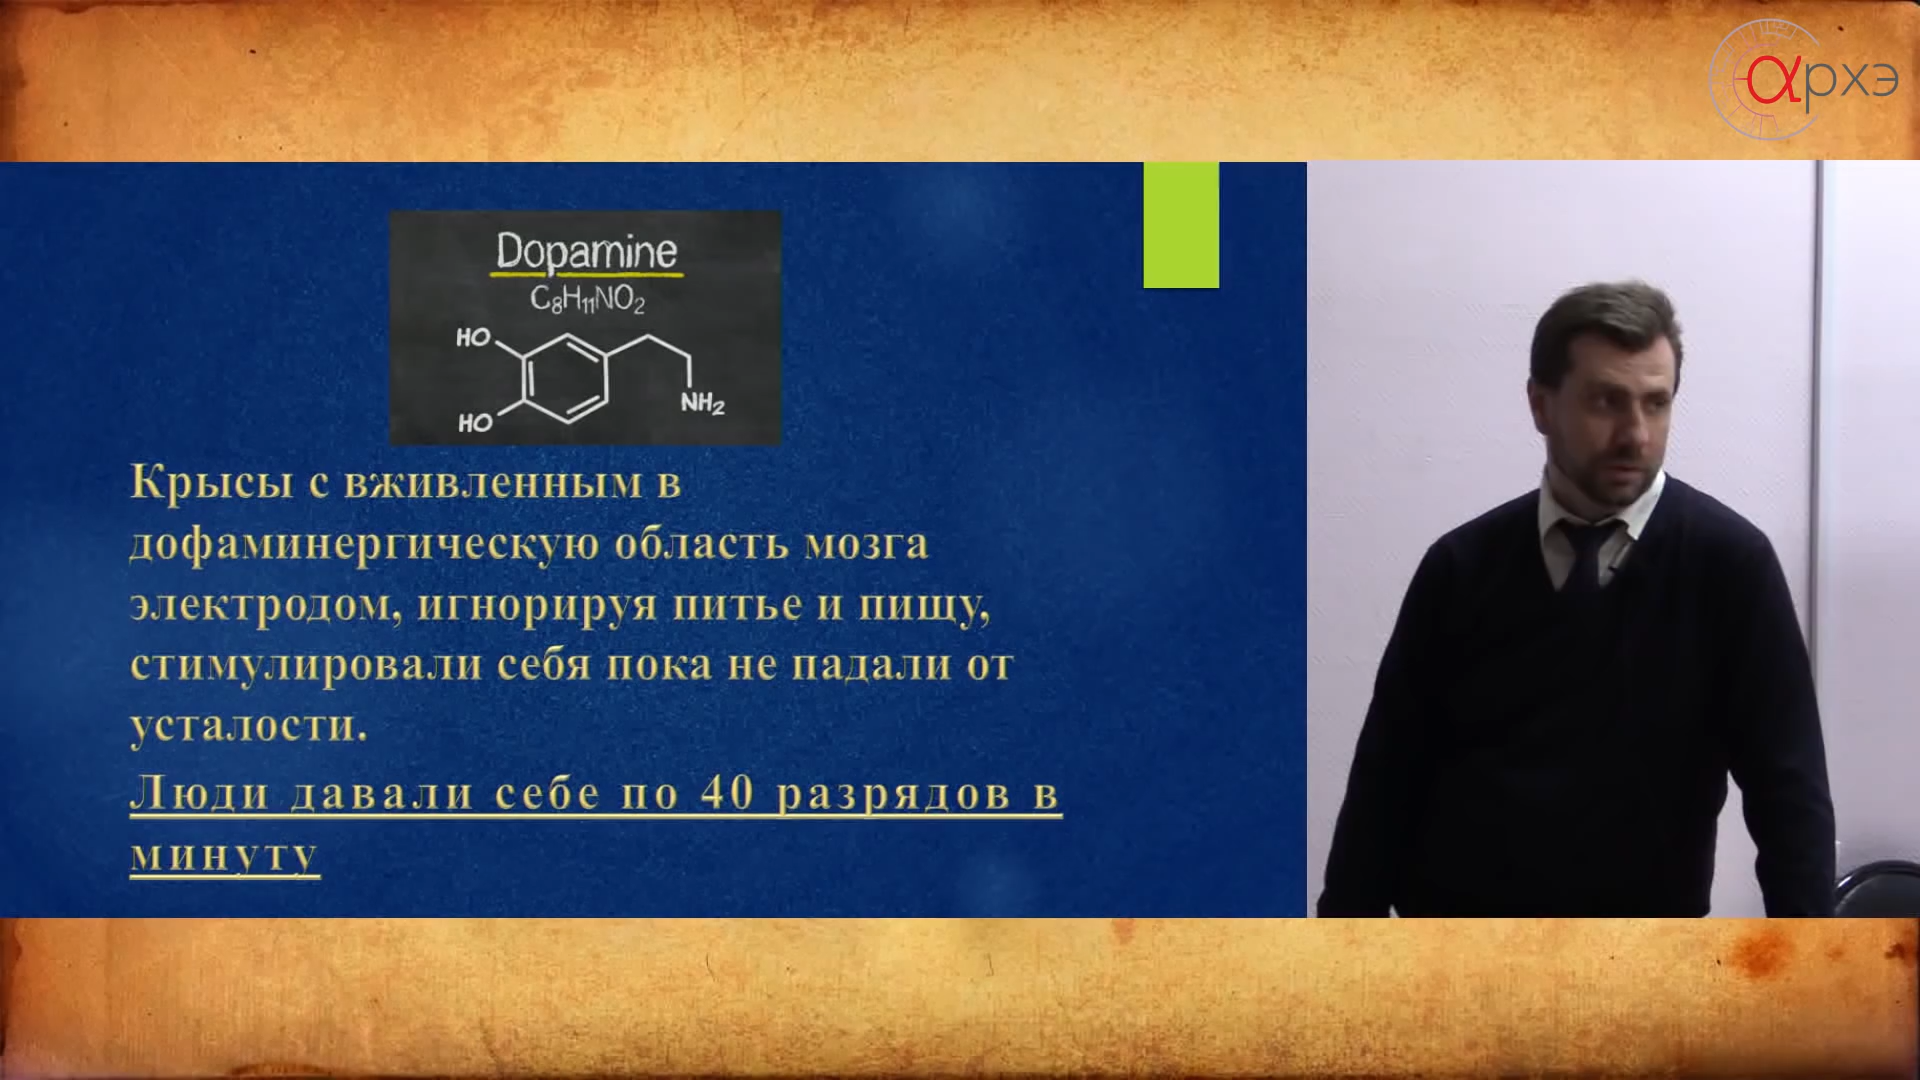 αрхэ
Dopamine
C₈H₁₁NO₂
HO
NH₂
HO
Крысы с вживленным в
дофаминергическую область мозга
электродом, игнорируя питье и пищу,
стимулировали себя пока не падали от
усталости.
Люди давали себе по 40 разрядов в
минуту